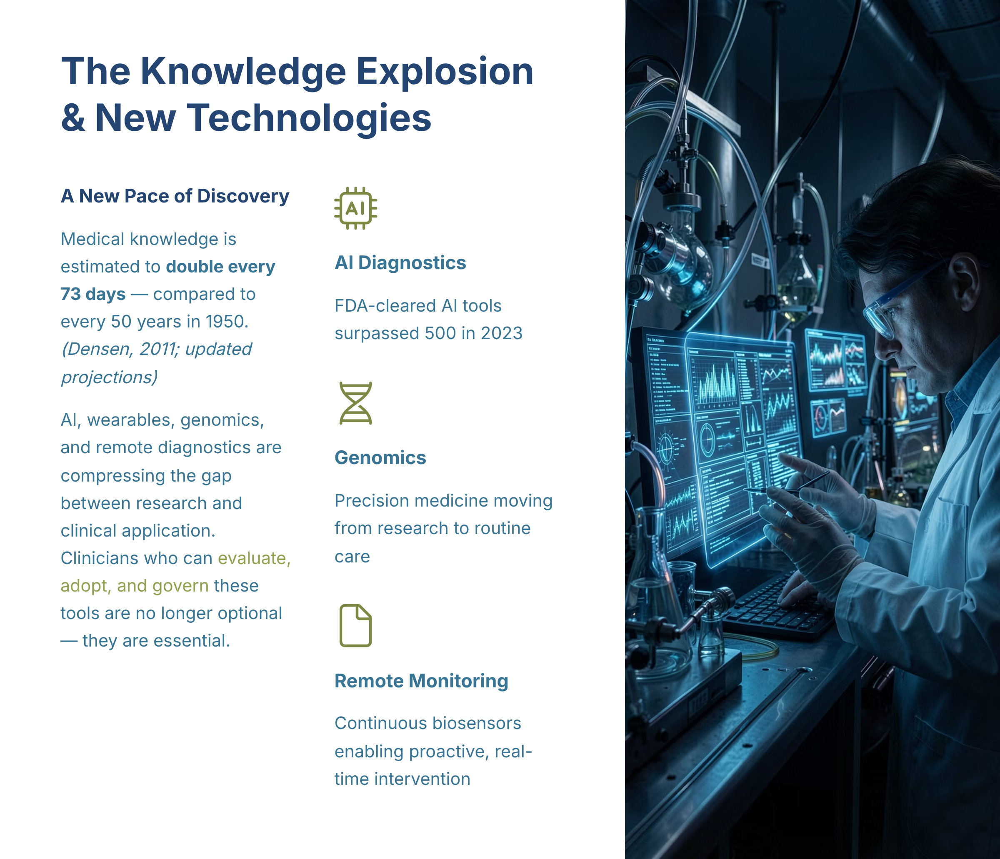 The Knowledge Explosion
& New Technologies
A New Pace of Discovery
Medical knowledge is
estimated to double every
73 days — compared to
every 50 years in 1950.
(Densen, 2011; updated
projections)
AI, wearables, genomics,
and remote diagnostics are
compressing the gap
between research and
clinical application.
Clinicians who can evaluate,
adopt, and govern these
tools are no longer optional
— they are essential.
AI
AI Diagnostics
FDA-cleared AI tools
surpassed 500 in 2023
Genomics
Precision medicine moving
from research to routine
care
Remote Monitoring
Continuous biosensors
enabling proactive, real-
time intervention